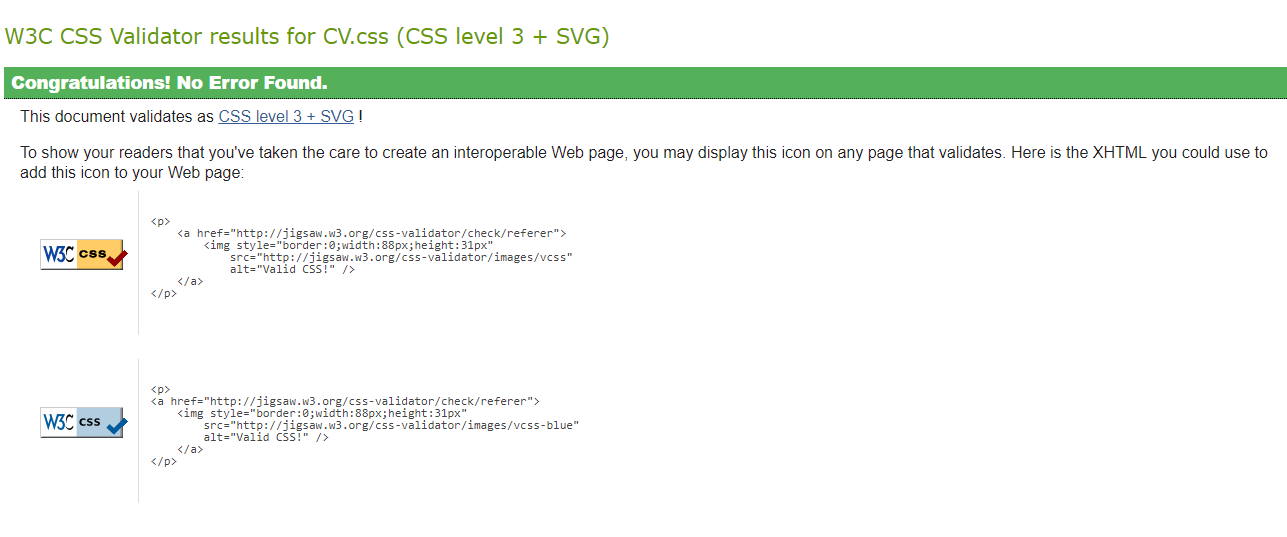 W3C CSS Validator results for CV.css (CSS level 3 + SVG)
Congratulations! No Error Found.
This document validates as CSS level 3 + SVG !
To show your readers that you've taken the care to create an interoperable Web page, you may display this icon on any page that validates. Here is the XHTML you could use to
add this icon to your Web page:
W3C css
<p>
    <a href="http://jigsaw.w3.org/css-validator/check/referer">
        <img style="border:0;width:88px;height:31px"
            src="http://jigsaw.w3.org/css-validator/images/vcss"
            alt="Valid CSS!" />
    </a>
</p>
W3C css
<p>
<a href="http://jigsaw.w3.org/css-validator/check/referer">
    <img style="border:0;width:88px;height:31px"
        src="http://jigsaw.w3.org/css-validator/images/vcss-blue"
        alt="Valid CSS!" />
    </a>
</p>